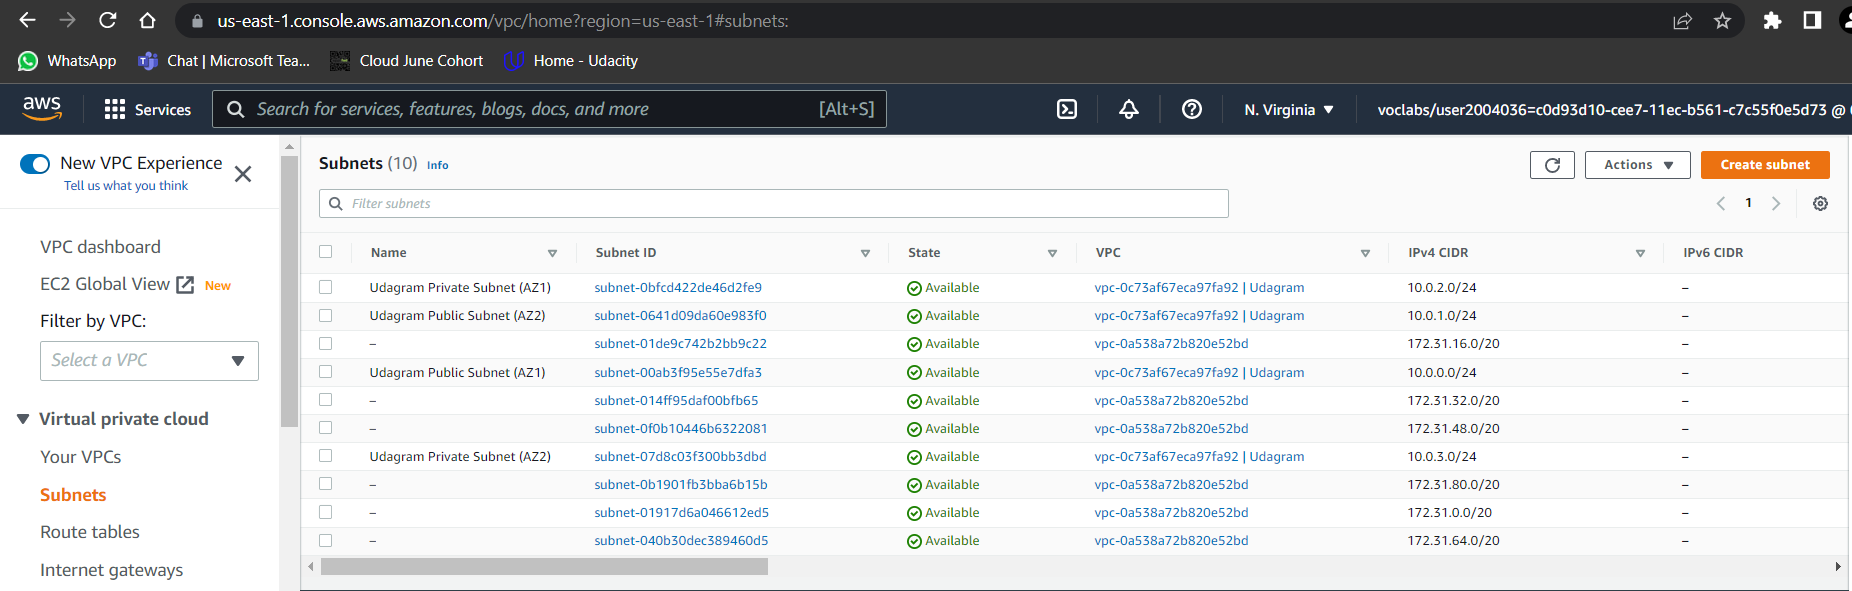 us-east-1.console.aws.amazon.com/vpc/home?region=us-east-1#subnets:
WhatsApp Chat | Microsoft Tea... Cloud June Cohort Home - Udacity
aws Services Search for services, features, blogs, docs, and more [Alt+S] N. Virginia ▼ voclabs/user2004036=c0d93d10-cee7-11ec-b561-c7c55f0e5d73 @
New VPC Experience
Tell us what you think
VPC dashboard
EC2 Global View New
Filter by VPC:
Select a VPC
Virtual private cloud
Your VPCs
Subnets
Route tables
Internet gateways
Subnets (10) Info
Actions ▼ Create subnet
Filter subnets
1
Name Subnet ID State VPC IPv4 CIDR IPv6 CIDR
Udagram Private Subnet (AZ1) subnet-0bfcd422de46d2fe9 Available vpc-0c73af67eca97fa92 | Udagram 10.0.2.0/24 –
Udagram Public Subnet (AZ2) subnet-0641d09da60e983f0 Available vpc-0c73af67eca97fa92 | Udagram 10.0.1.0/24 –
– subnet-01de9c742b2bb9c22 Available vpc-0a538a72b820e52bd 172.31.16.0/20 –
Udagram Public Subnet (AZ1) subnet-00ab3f95e55e7dfa3 Available vpc-0c73af67eca97fa92 | Udagram 10.0.0.0/24 –
– subnet-014ff95daf00bfb65 Available vpc-0a538a72b820e52bd 172.31.32.0/20 –
– subnet-0f0b10446b6322081 Available vpc-0a538a72b820e52bd 172.31.48.0/20 –
Udagram Private Subnet (AZ2) subnet-07d8c03f300bb3dbd Available vpc-0c73af67eca97fa92 | Udagram 10.0.3.0/24 –
– subnet-0b1901fb3bba6b15b Available vpc-0a538a72b820e52bd 172.31.80.0/20 –
– subnet-01917d6a046612ed5 Available vpc-0a538a72b820e52bd 172.31.0.0/20 –
– subnet-040b30dec389460d5 Available vpc-0a538a72b820e52bd 172.31.64.0/20 –